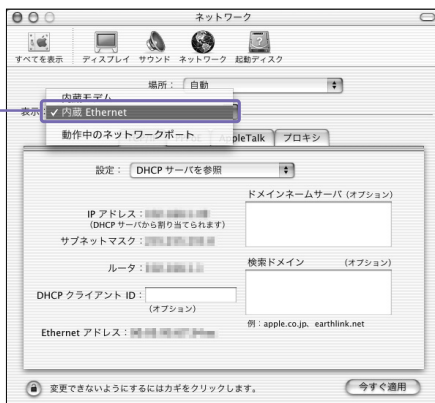 ネットワーク
すべてを表示 ディスプレイ サウンド ネットワーク 起動ディスク
場所： 自動
内蔵モデム
表示： ✓ 内蔵 Ethernet
動作中のネットワークポート
AppleTalk プロキシ
設定： DHCP サーバを参照
ドメインネームサーバ (オプション)
IP アドレス：
(DHCP サーバから割り当てられます)
サブネットマスク：
ルータ：
検索ドメイン (オプション)
DHCP クライアント ID：
(オプション)
例：apple.co.jp、earthlink.net
Ethernet アドレス：
変更できないようにするにはカギをクリックします。
今すぐ適用